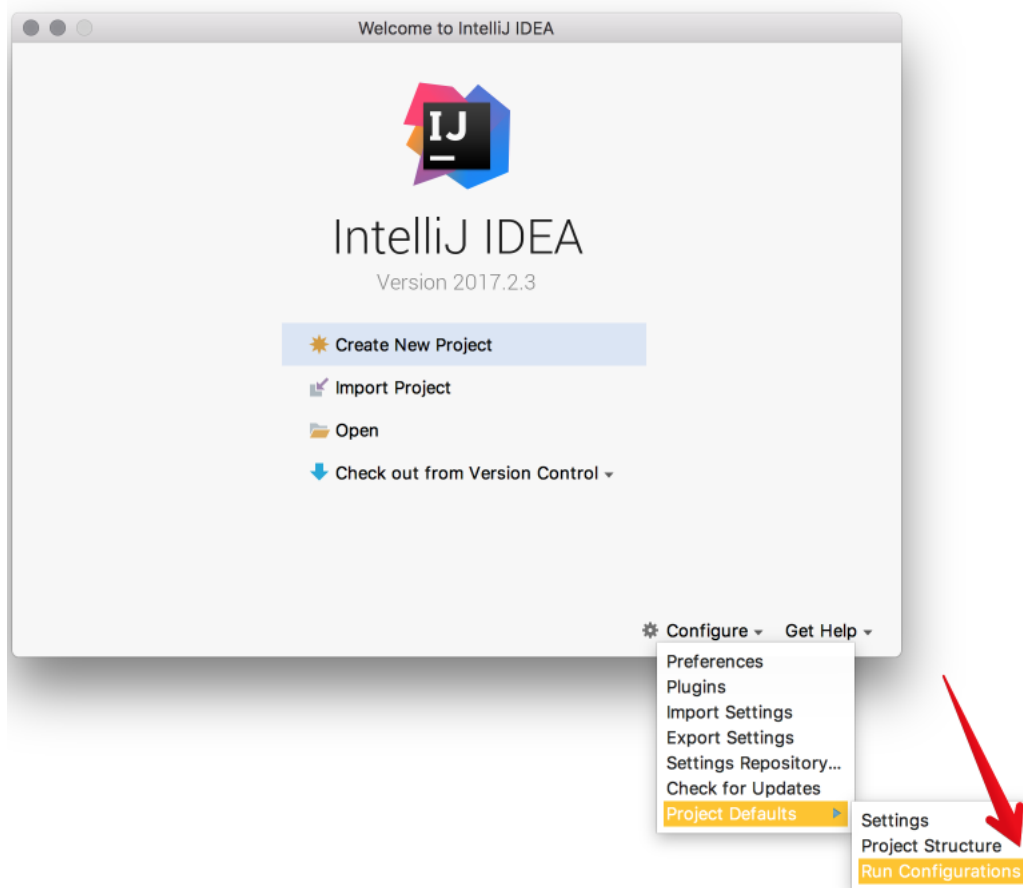 Welcome to IntelliJ IDEA
IJ
IntelliJ IDEA
Version 2017.2.3
Create New Project
Import Project
Open
Check out from Version Control
Configure Get Help
Preferences
Plugins
Import Settings
Export Settings
Settings Repository...
Check for Updates
Project Defaults
Settings
Project Structure
Run Configurations